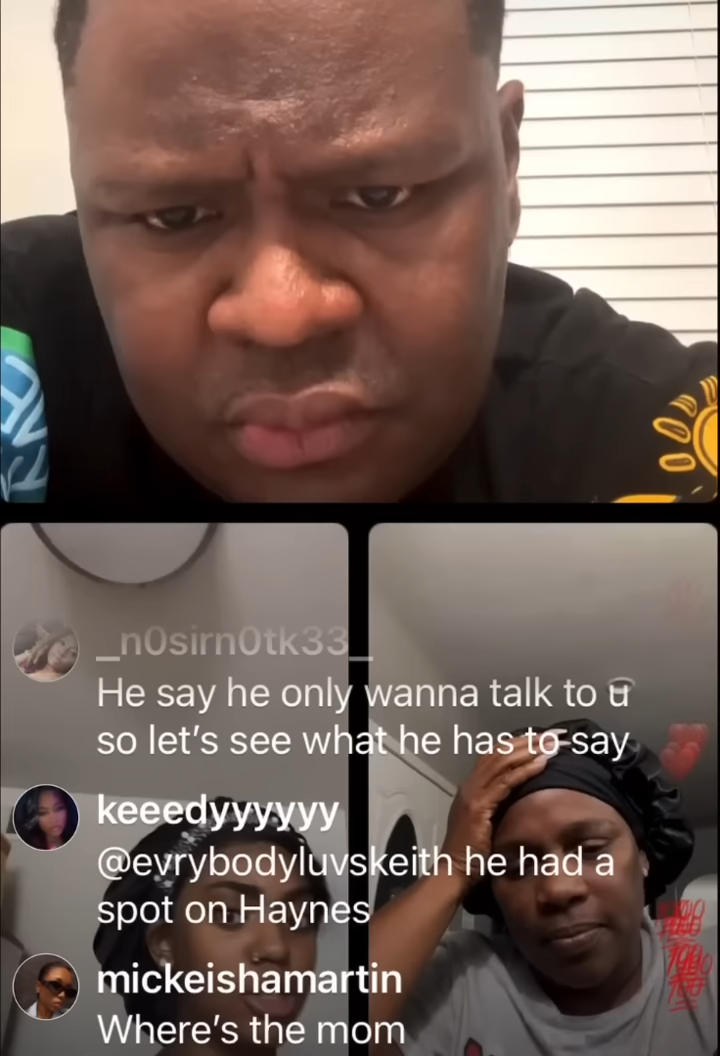 _n0sirn0tk33_
He say he only wanna talk to u
so let's see what he has to say
keeedyyyyyy
@evrybodyluvskeith he had a
spot on Haynes
mickeishamartin
Where's the mom